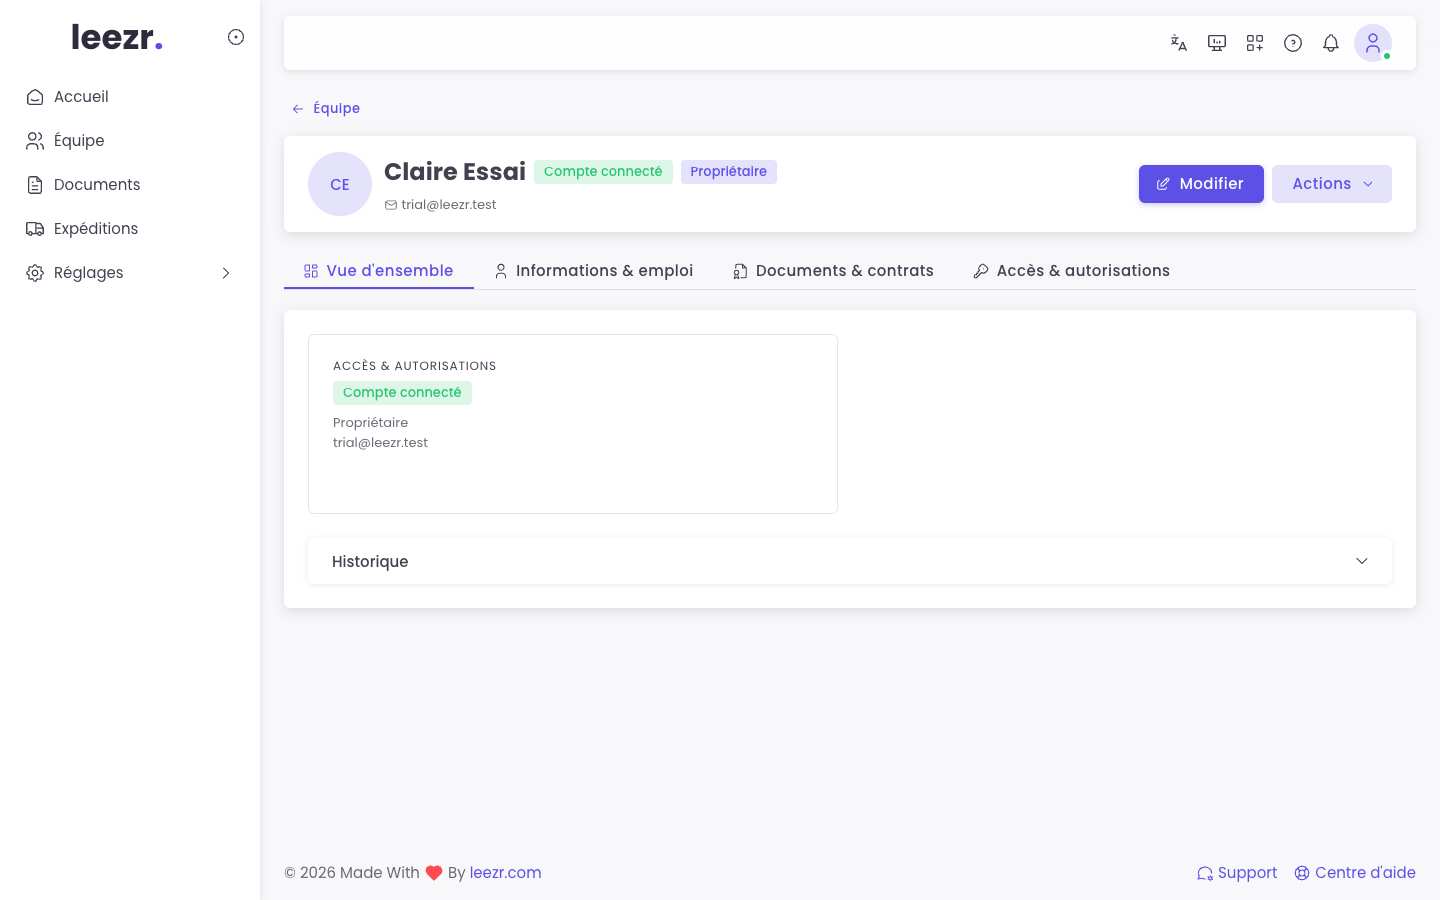 leezr.
Accueil
Équipe
Documents
Expéditions
Réglages
Équipe
CE
Claire Essai
Compte connecté
Propriétaire
trial@leezr.test
Modifier
Actions
Vue d'ensemble
Informations & emploi
Documents & contrats
Accès & autorisations
ACCÈS & AUTORISATIONS
Compte connecté
Propriétaire
trial@leezr.test
Historique
© 2026 Made With By leezr.com
Support
Centre d'aide